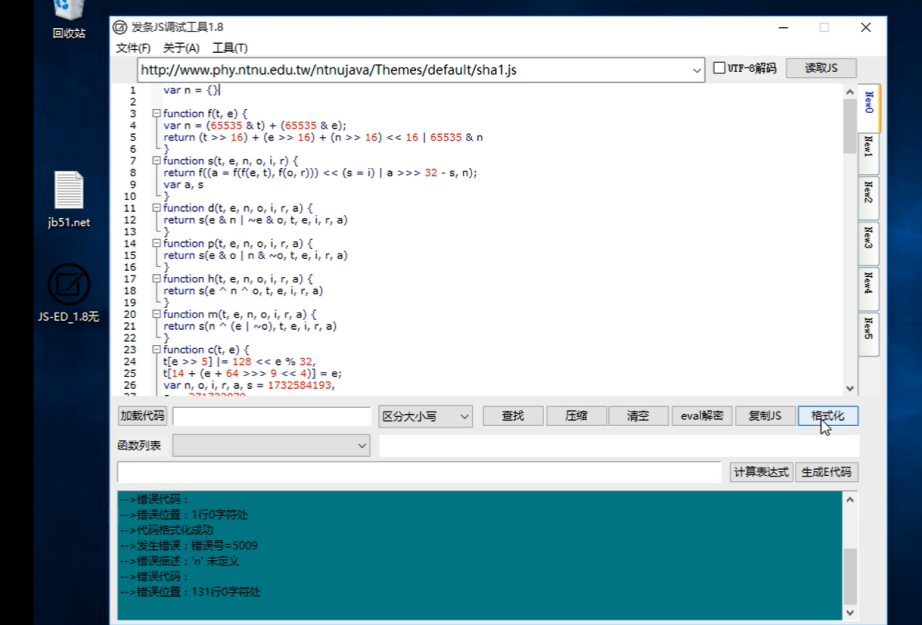 回收站
发条JS调试工具1.8
文件(F) 关于(A) 工具(T)
http://www.phy.ntnu.edu.tw/ntnujava/Themes/default/sha1.js
UTF-8解码
读取JS
1 var n = {}
2
3 function f(t, e) {
4 var n = (65535 & t) + (65535 & e);
5 return (t >> 16) + (e >> 16) + (n >> 16) << 16 | 65535 & n
6 }
7 function s(t, e, n, o, i, r) {
8 return f((a = f(f(e, t), f(o, r))) << (s = i) | a >>> 32 - s, n);
9 var a, s
10 }
11 function d(t, e, n, o, i, r, a) {
12 return s(e & n | ~e & o, t, e, i, r, a)
13 }
14 function p(t, e, n, o, i, r, a) {
15 return s(e & o | n & ~o, t, e, i, r, a)
16 }
17 function h(t, e, n, o, i, r, a) {
18 return s(e ^ n ^ o, t, e, i, r, a)
19 }
20 function m(t, e, n, o, i, r, a) {
21 return s(n ^ (e | ~o), t, e, i, r, a)
22 }
23 function c(t, e) {
24 t[e >> 5] |= 128 << e % 32,
25 t[14 + (e + 64 >>> 9 << 4)] = e;
26 var n, o, i, r, a, s = 1732584193,
New0
New1
New2
New3
New4
New5
jb51.net
JS-ED_1.8无
加载代码
区分大小写
查找
压缩
清空
eval解密
复制JS
格式化
函数列表
计算表达式
生成E代码
-->错误代码：
-->错误位置：1行0字符处
-->代码格式化成功
-->发生错误：错误号=5009
-->错误描述：'n' 未定义
-->错误代码：
-->错误位置：131行0字符处